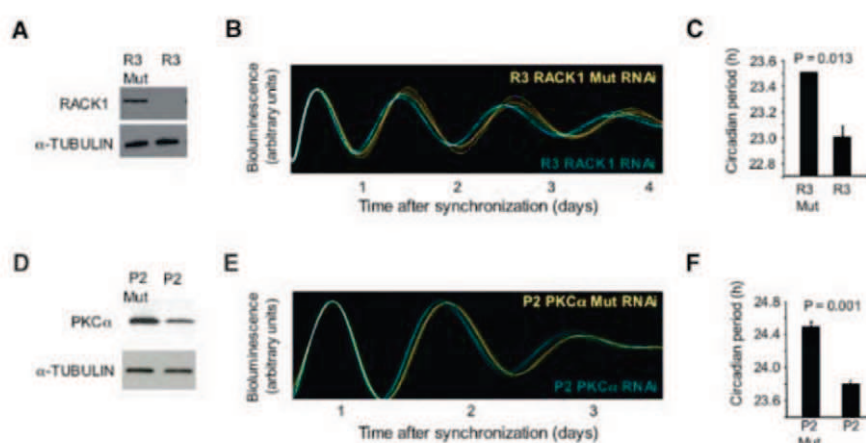 A
R3 R3
Mut
RACK1
α-TUBULIN
B
Bioluminescence
(arbitrary units)
R3 RACK1 Mut RNAi
R3 RACK1 RNAi
1 2 3 4
Time after synchronization (days)
C
Circadian period (h)
P = 0.013
23.6
23.4
23.2
23.0
22.8
R3 R3
Mut
D
P2 P2
Mut
PKCα
α-TUBULIN
E
Bioluminescence
(arbitrary units)
P2 PKCα Mut RNAi
P2 PKCα RNAi
1 2 3
Time after synchronization (days)
F
Circadian period (h)
P = 0.001
24.8
24.4
24.0
23.6
P2 P2
Mut